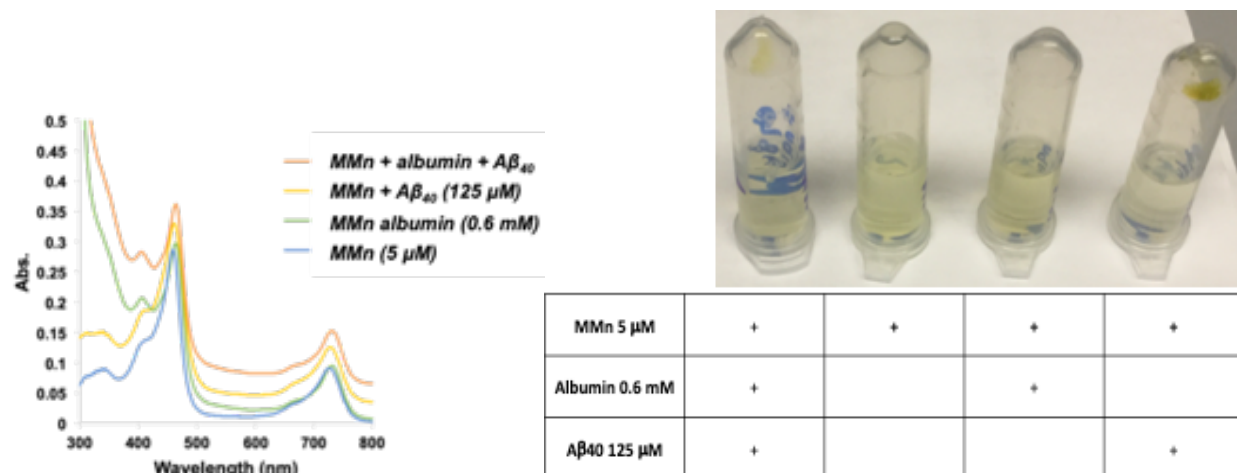 0.5
0.45
0.4
0.35
0.3
0.25
0.2
0.15
0.1
0.05
0
Abs.
300 400 500 600 700 800
Wavelength (nm)
MMn + albumin + Aβ₄₀
MMn + Aβ₄₀ (125 μM)
MMn albumin (0.6 mM)
MMn (5 μM)
MMn 5 μM + + + +
Albumin 0.6 mM + +
Aβ40 125 μM + +